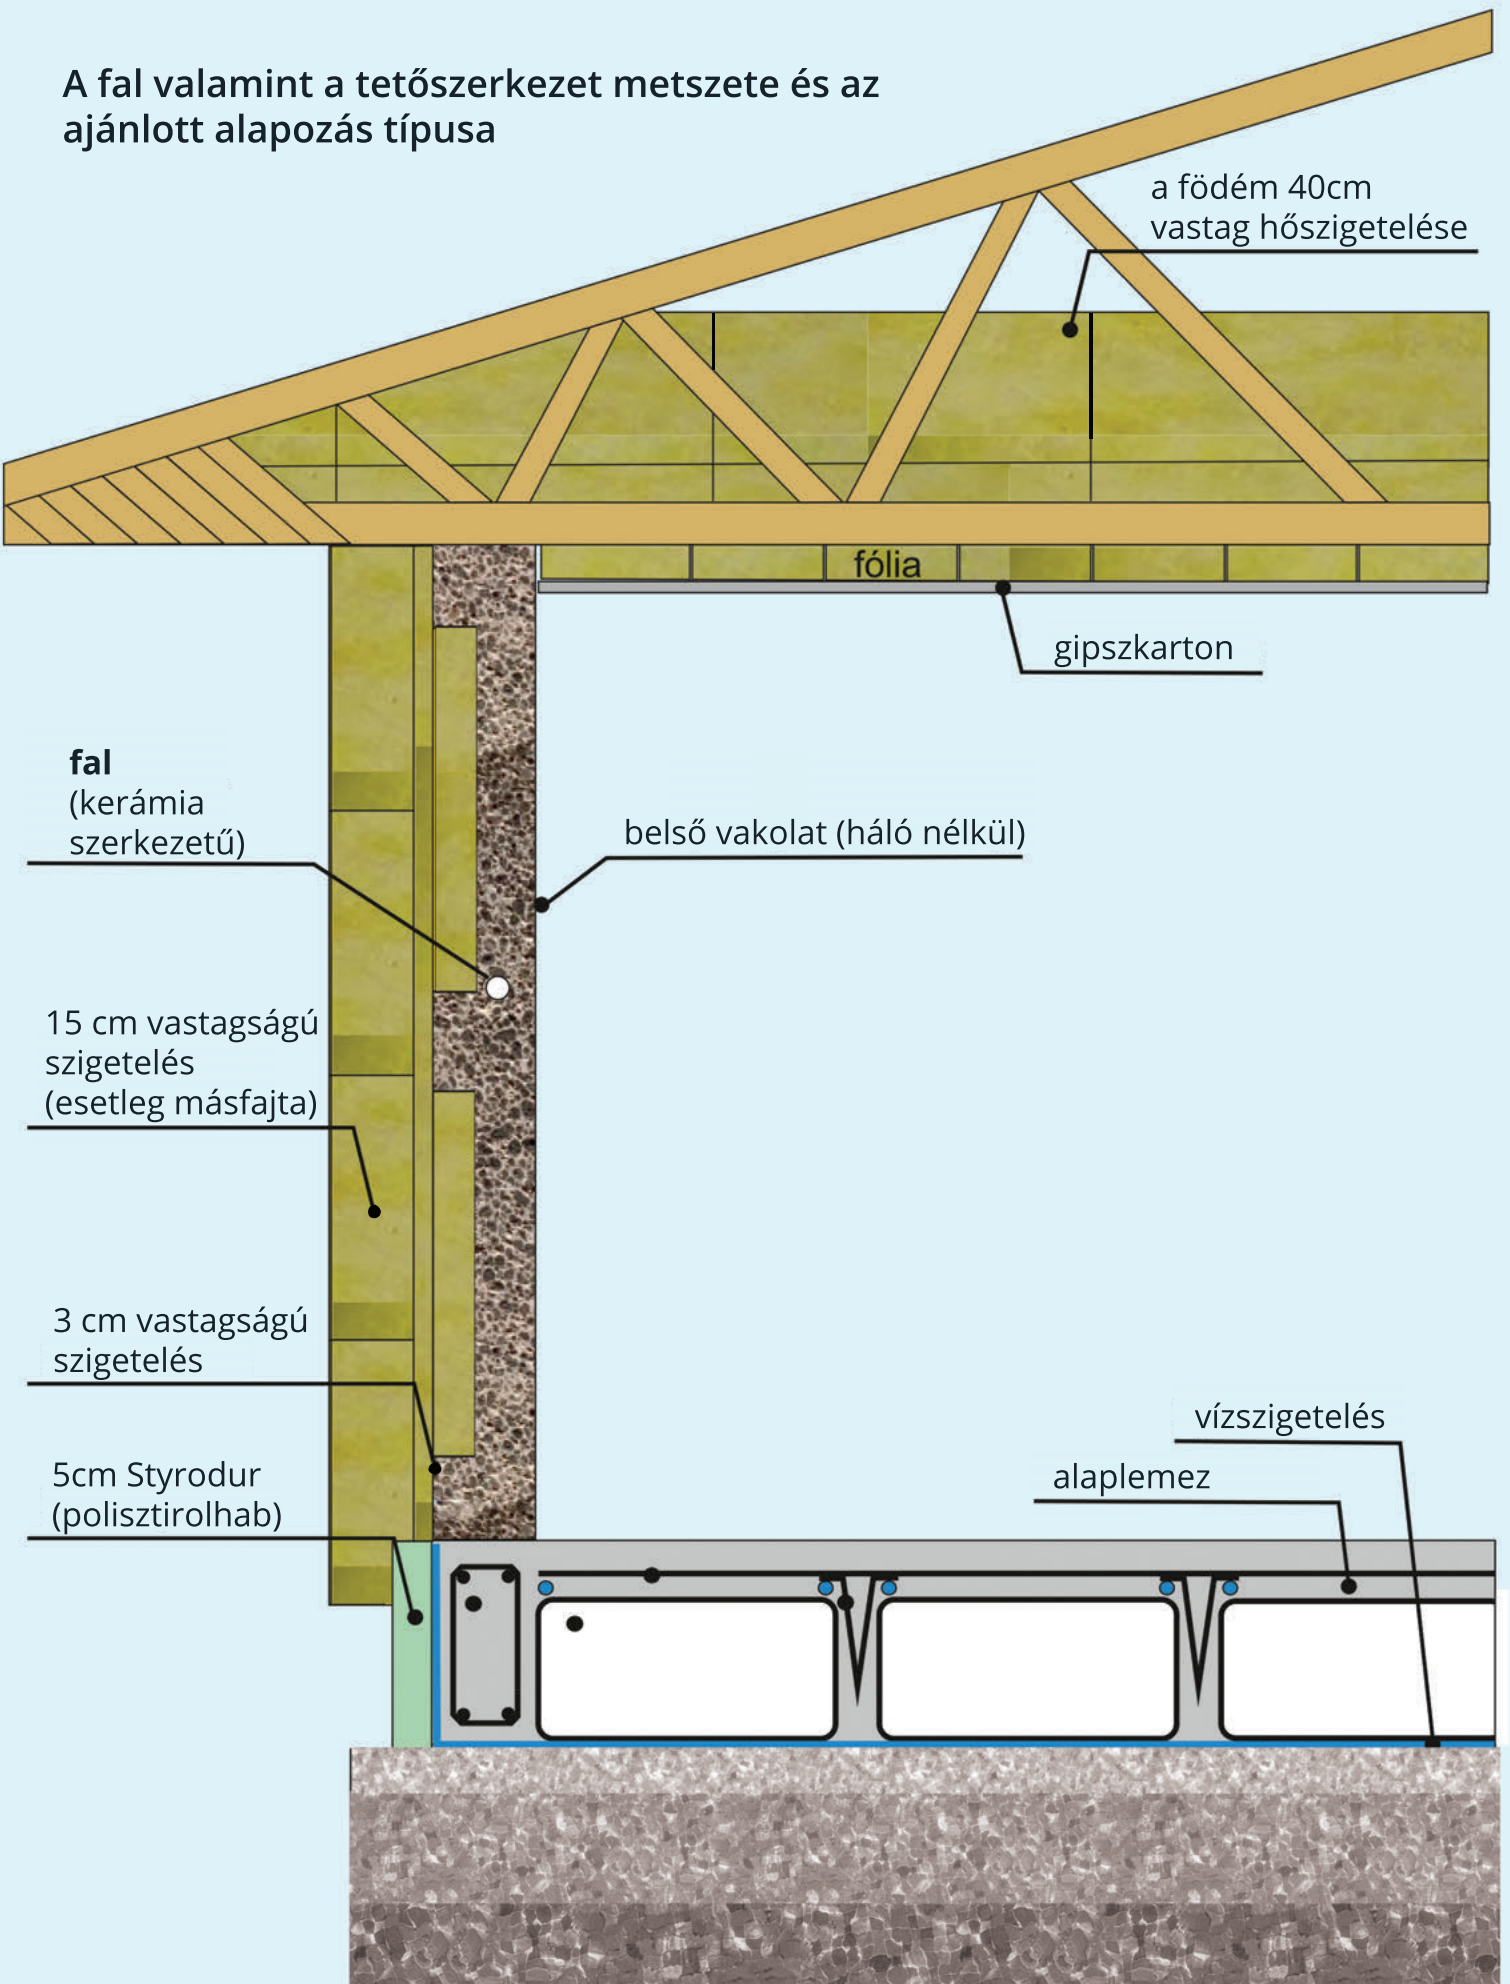 A fal valamint a tetőszerkezet metszete és az
ajánlott alapozás típusa
a födém 40cm
vastag hőszigetelése
fólia
gipszkarton
fal
(kerámia
szerkezetű)
belső vakolat (háló nélkül)
15 cm vastagságú
szigetelés
(esetleg másfajta)
3 cm vastagságú
szigetelés
5cm Styrodur
(polisztirolhab)
vízszigetelés
alaplemez